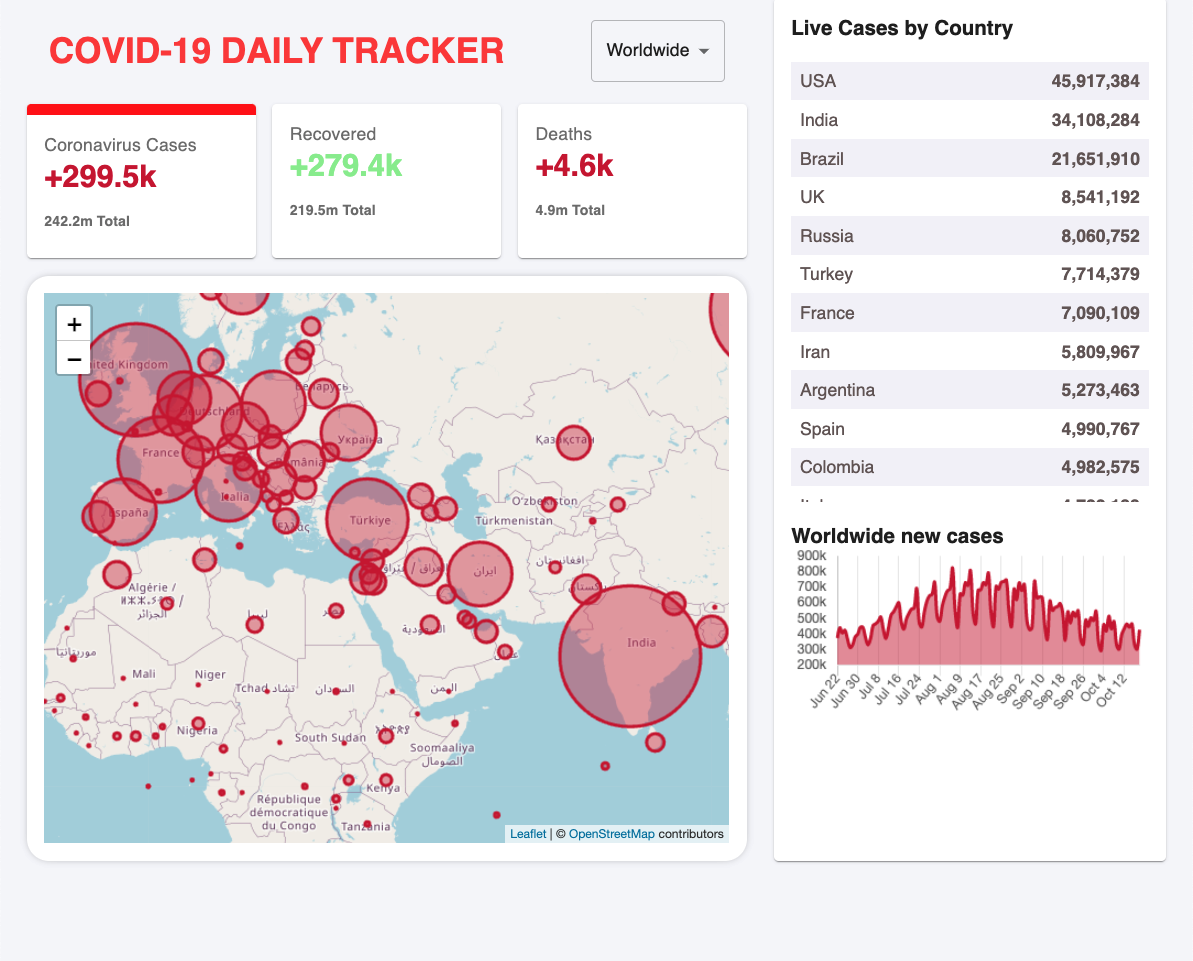 COVID-19 DAILY TRACKER
Worldwide
Coronavirus Cases
+299.5k
242.2m Total
Recovered
+279.4k
219.5m Total
Deaths
+4.6k
4.9m Total
+
−
United Kingdom
Deutschland
Беларусь
France
Україна
România
Italia
España
Ελλάς
Türkiye
Қазақстан
O'zbekiston
Türkmenistan
افغانستان
ایران
India
Algérie /
الجزائر
ليبيا
مصر
السعودية
عمان
اليمن
موريتانيا
Mali
Niger
Tchad تشاد
السودان
Nigeria
South Sudan
Soomaaliya
الصومال
Kenya
République
démocratique
du Congo
Tanzania
Leaflet | © OpenStreetMap contributors
Live Cases by Country
USA 45,917,384
India 34,108,284
Brazil 21,651,910
UK 8,541,192
Russia 8,060,752
Turkey 7,714,379
France 7,090,109
Iran 5,809,967
Argentina 5,273,463
Spain 4,990,767
Colombia 4,982,575
Worldwide new cases
900k
800k
700k
600k
500k
400k
300k
200k
Jun 22
Jun 30
Jul 8
Jul 16
Jul 24
Aug 1
Aug 9
Aug 17
Aug 25
Sep 2
Sep 10
Sep 18
Sep 26
Oct 4
Oct 12